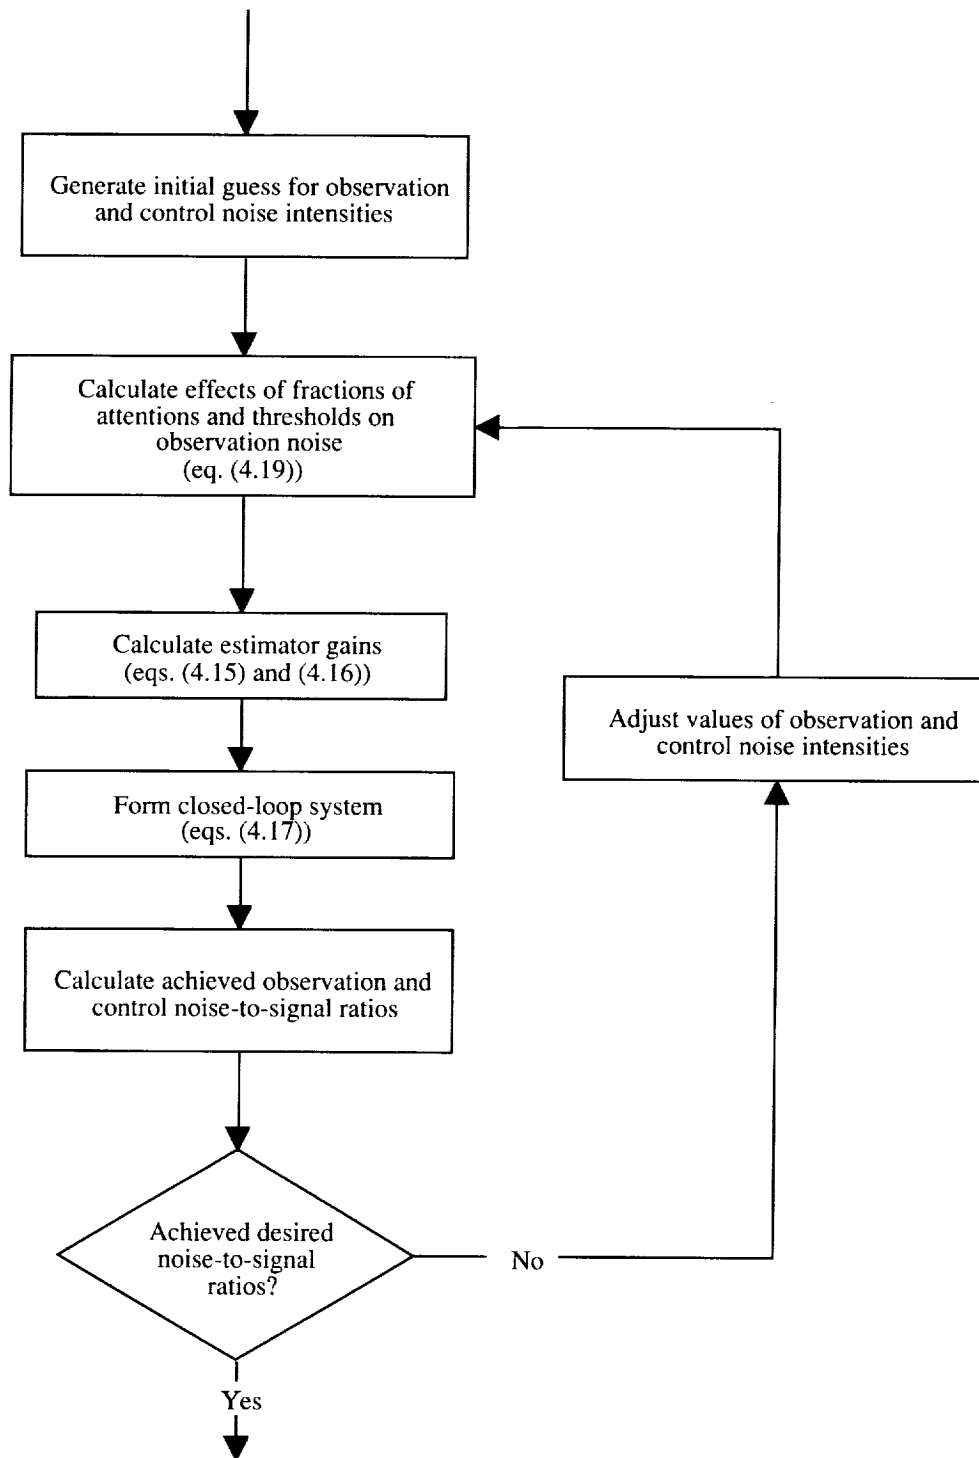 Generate initial guess for observation
and control noise intensities
Calculate effects of fractions of
attentions and thresholds on
observation noise
(eq. (4.19))
Calculate estimator gains
(eqs. (4.15) and (4.16))
Adjust values of observation and
control noise intensities
Form closed-loop system
(eqs. (4.17))
Calculate achieved observation and
control noise-to-signal ratios
Achieved desired
noise-to-signal
ratios?
No
Yes